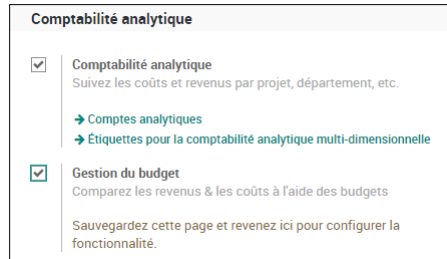 Comptabilité analytique
Comptabilité analytique
Suivez les coûts et revenus par projet, département, etc.
→ Comptes analytiques
→ Étiquettes pour la comptabilité analytique multi-dimensionnelle
Gestion du budget
Comparez les revenus & les coûts à l'aide des budgets
Sauvegardez cette page et revenez ici pour configurer la
fonctionnalité.